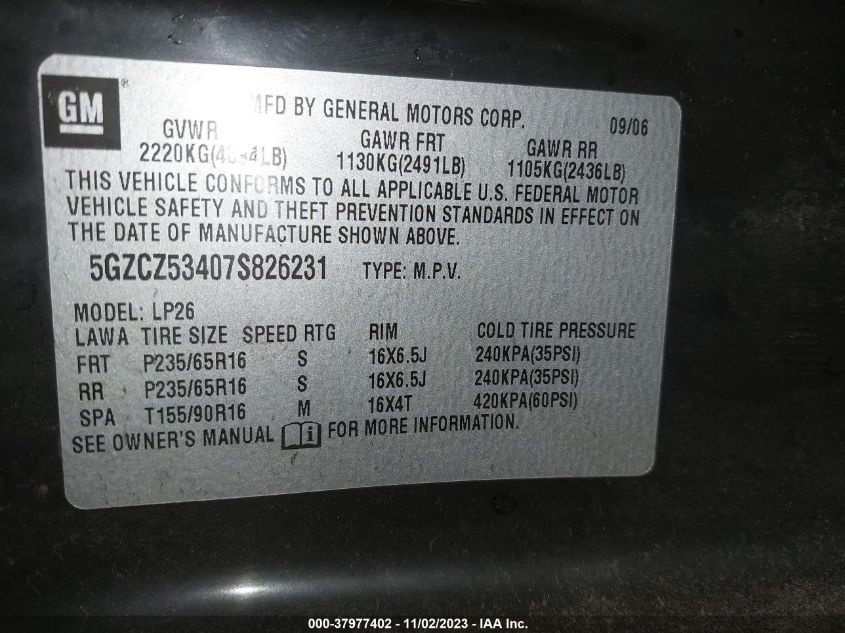 GM®
MFD BY GENERAL MOTORS CORP. 09/06
GVWR GAWR FRT GAWR RR
2220KG 1130KG(2491LB) 1105KG(2436LB)
THIS VEHICLE CONFORMS TO ALL APPLICABLE U.S. FEDERAL MOTOR
VEHICLE SAFETY AND THEFT PREVENTION STANDARDS IN EFFECT ON
THE DATE OF MANUFACTURE SHOWN ABOVE.
5GZCZ53407S826231 TYPE: M.P.V.
MODEL: LP26
LAWA TIRE SIZE SPEED RTG RIM COLD TIRE PRESSURE
FRT P235/65R16 S 16X6.5J 240KPA(35PSI)
RR P235/65R16 S 16X6.5J 240KPA(35PSI)
SPA T155/90R16 M 16X4T 420KPA(60PSI)
SEE OWNER'S MANUAL i FOR MORE INFORMATION.
000-37977402 - 11/02/2023 - IAA Inc.